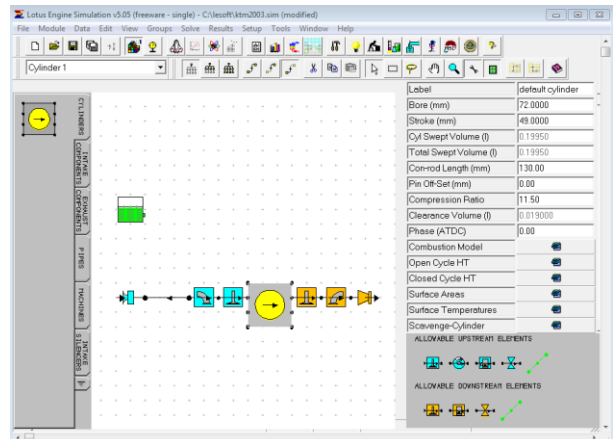 Lotus Engine Simulation v5.05 (freeware - single) - C:\lesoft\ktm2003.sim (modified)
File Module Data Edit View Groups Solve Results Setup Tools Window Help
Cylinder 1
CYLINDERS
INTAKE COMPONENTS
EXHAUST COMPONENTS
PIPES
MACHINES
INTAKE SILENCERS
Label default cylinder
Bore (mm) 72.0000
Stroke (mm) 49.0000
Cyl Swept Volume (l) 0.19950
Total Swept Volume (l) 0.19950
Con-rod Length (mm) 130.00
Pin Off-Set (mm) 0.00
Compression Ratio 11.50
Clearance Volume (l) 0.019000
Phase (ATDC) 0.00
Combustion Model
Open Cycle HT
Closed Cycle HT
Surface Areas
Surface Temperatures
Scavenge-Cylinder
ALLOWABLE UPSTREAM ELEMENTS
ALLOWABLE DOWNSTREAM ELEMENTS